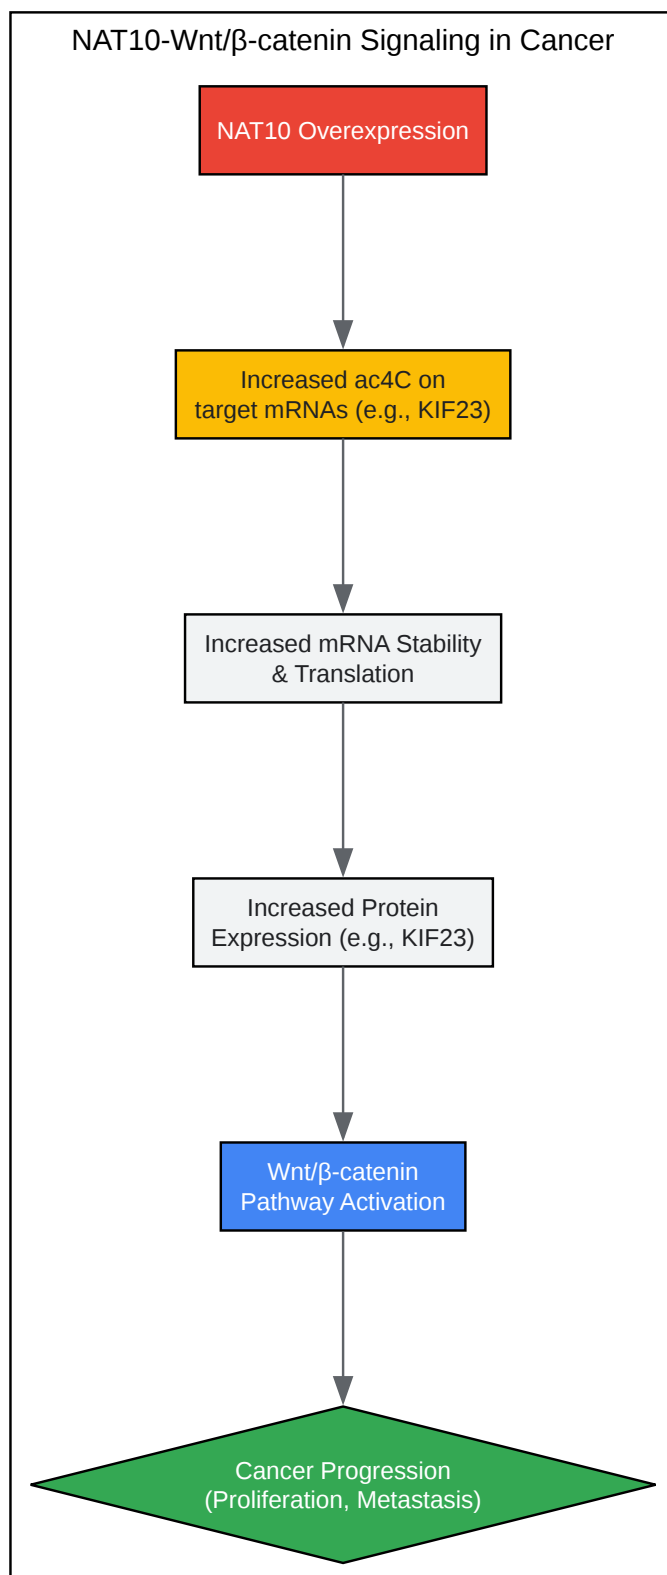 NAT10-Wnt/β-catenin Signaling in Cancer
NAT10 Overexpression
Increased ac4C on
target mRNAs (e.g., KIF23)
Increased mRNA Stability
& Translation
Increased Protein
Expression (e.g., KIF23)
Wnt/β-catenin
Pathway Activation
Cancer Progression
(Proliferation, Metastasis)